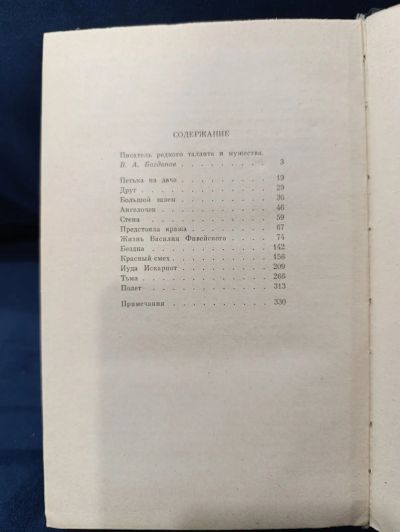 СОДЕРЖАНИЕ
Писатель редкого таланта и мужества.
В. А. Богданов . . . . . . . . . . . 3
Петька на даче . . . . . . . . . . . 19
Друг . . . . . . . . . . . . . . 29
Большой шлем . . . . . . . . . . . 36
Ангелочек . . . . . . . . . . . . 46
Стена . . . . . . . . . . . . . 59
Предстояла кража . . . . . . . . . . 67
Жизнь Василия Фивейского . . . . . . . 74
Бездна . . . . . . . . . . . . . 142
Красный смех . . . . . . . . . . . 156
Иуда Искариот . . . . . . . . . . . 209
Тьма . . . . . . . . . . . . . . 266
Полет . . . . . . . . . . . . . 313
Примечания . . . . . . . . . . . . 330